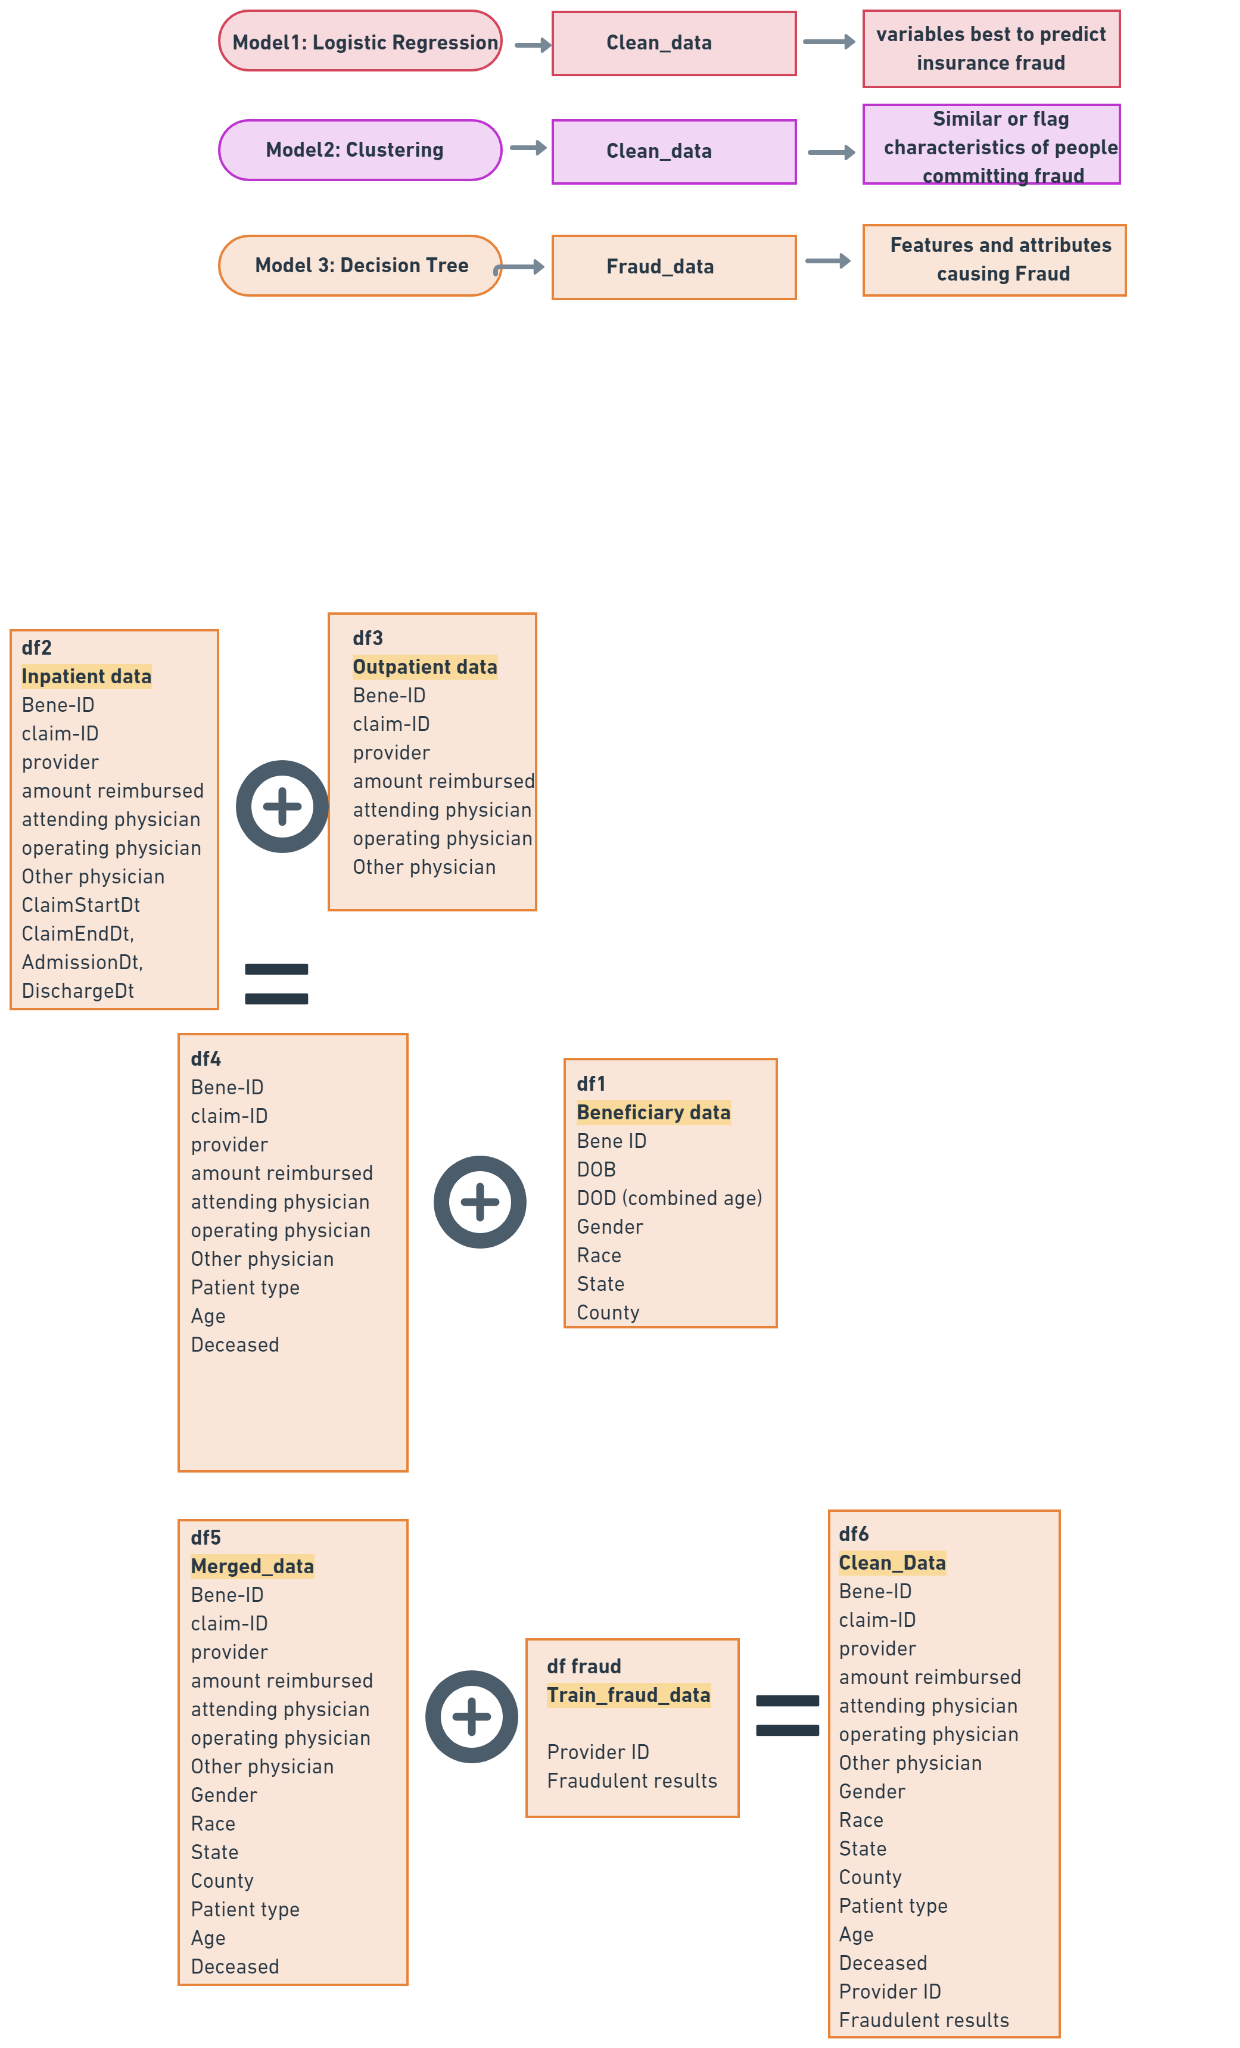 Model1: Logistic Regression
Clean_data
variables best to predict
insurance fraud
Model2: Clustering
Clean_data
Similar or flag
characteristics of people
committing fraud
Model 3: Decision Tree
Fraud_data
Features and attributes
causing Fraud
df2
Inpatient data
Bene-ID
claim-ID
provider
amount reimbursed
attending physician
operating physician
Other physician
ClaimStartDt
ClaimEndDt,
AdmissionDt,
DischargeDt
df3
Outpatient data
Bene-ID
claim-ID
provider
amount reimbursed
attending physician
operating physician
Other physician
df4
Bene-ID
claim-ID
provider
amount reimbursed
attending physician
operating physician
Other physician
Patient type
Age
Deceased
df1
Beneficiary data
Bene ID
DOB
DOD (combined age)
Gender
Race
State
County
df5
Merged_data
Bene-ID
claim-ID
provider
amount reimbursed
attending physician
operating physician
Other physician
Gender
Race
State
County
Patient type
Age
Deceased
df fraud
Train_fraud_data
Provider ID
Fraudulent results
df6
Clean_Data
Bene-ID
claim-ID
provider
amount reimbursed
attending physician
operating physician
Other physician
Gender
Race
State
County
Patient type
Age
Deceased
Provider ID
Fraudulent results